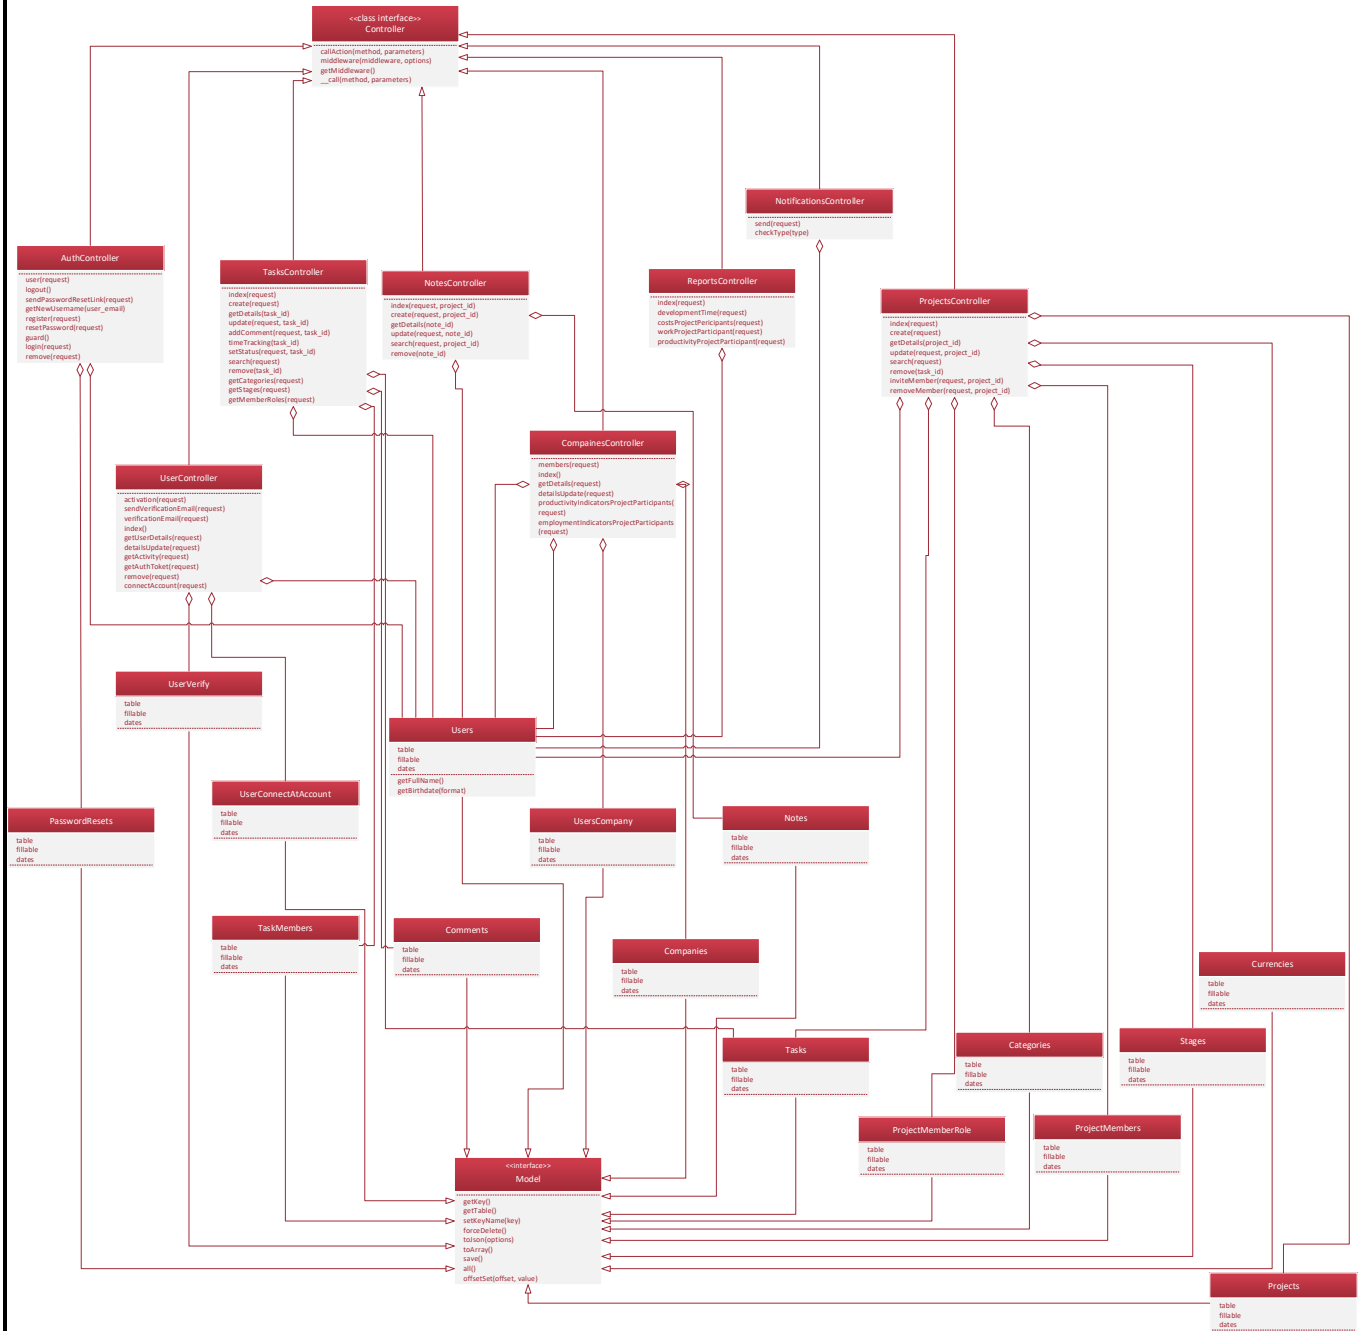 <<class interface>>
Controller
callAction(method, parameters)
middleware(middleware, options)
getMiddleware()
__call(method, parameters)
NotificationsController
send(request)
checkType(type)
AuthController
user(request)
logout()
sendPasswordResetLink(request)
getNewUsername(user_email)
register(request)
resetPassword(request)
guard()
login(request)
remove(request)
TasksController
index(request)
create(request)
getDetails(task_id)
update(request, task_id)
addComment(request, task_id)
timeTracking(task_id)
setStatus(request, task_id)
search(request)
remove(task_id)
getCategories(request)
getStages(request)
getMemberRoles(request)
NotesController
index(request, project_id)
create(request, project_id)
getDetails(note_id)
update(request, note_id)
search(request, project_id)
remove(note_id)
ReportsController
index(request)
developmentTime(request)
costsProjectPericipants(request)
workProjectParticipant(request)
productivityProjectParticipant(request)
ProjectsController
index(request)
create(request)
getDetails(project_id)
update(request, project_id)
search(request)
remove(task_id)
inviteMember(request, project_id)
removeMember(request, project_id)
CompainesController
members(request)
index()
getDetails(request)
detailsUpdate(request)
productivityIndicatorsProjectParticipants(
request)
employmentIndicatorsProjectParticipants
(request)
UserController
activation(request)
sendVerificationEmail(request)
verificationEmail(request)
index()
getUserDetails(request)
detailsUpdate(request)
getActivity(request)
getAuthToket(request)
remove(request)
connectAccount(request)
UserVerify
table
fillable
dates
Users
table
fillable
dates
getFullName()
getBirthdate(format)
UserConnectAtAccount
table
fillable
dates
PasswordResets
table
fillable
dates
UsersCompany
table
fillable
dates
Notes
table
fillable
dates
TaskMembers
table
fillable
dates
Comments
table
fillable
dates
Companies
table
fillable
dates
Currencies
table
fillable
dates
Tasks
table
fillable
dates
Categories
table
fillable
dates
Stages
table
fillable
dates
ProjectMemberRole
table
fillable
dates
ProjectMembers
table
fillable
dates
<<interface>>
Model
getKey()
getTable()
setKeyName(key)
forceDelete()
toJson(options)
toArray()
save()
all()
offsetSet(offset, value)
Projects
table
fillable
dates